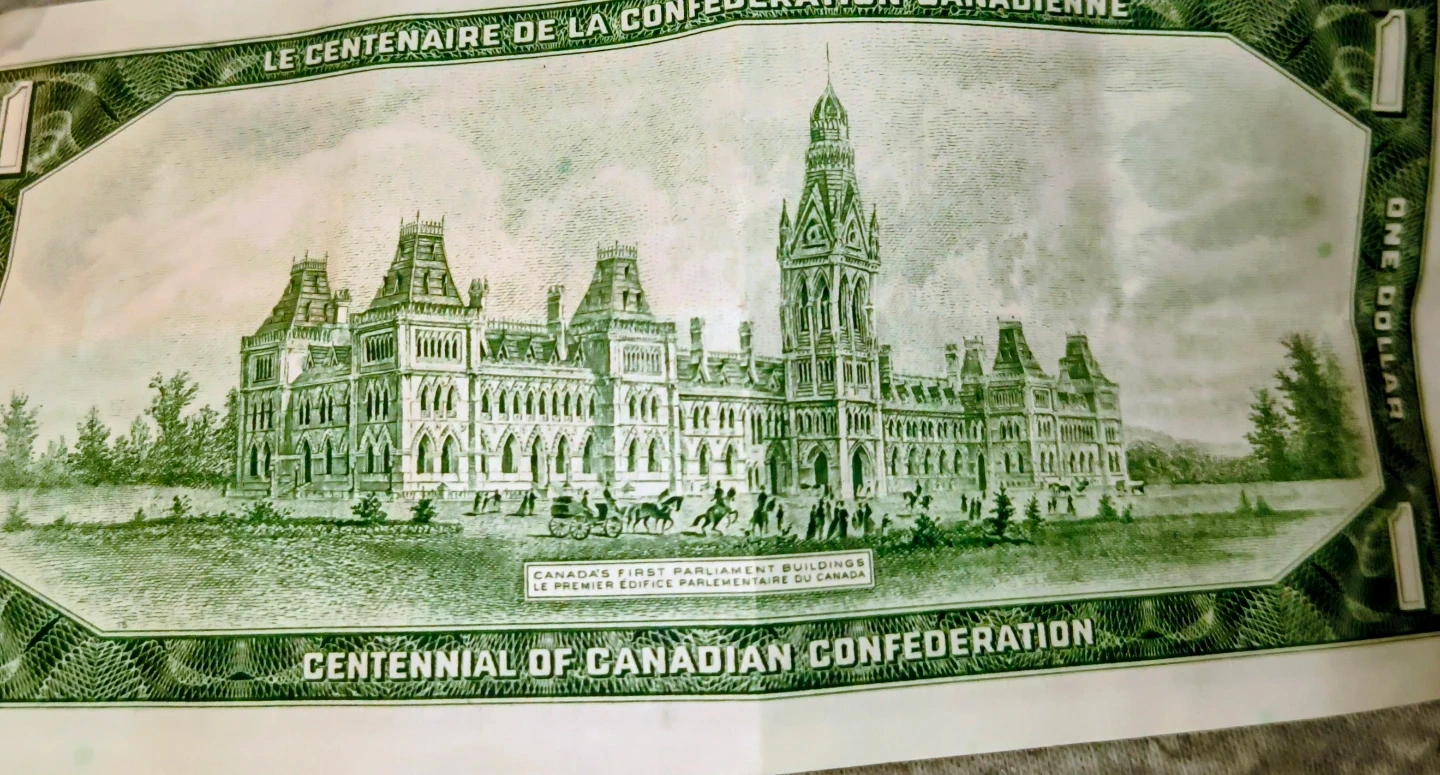 LE CENTENAIRE DE LA CONFÉDÉRATION CANADIENNE
1
1
ONE DOLLAR
CANADA'S FIRST PARLIAMENT BUILDINGS
LE PREMIER ÉDIFICE PARLEMENTAIRE DU CANADA
1
CENTENNIAL OF CANADIAN CONFEDERATION